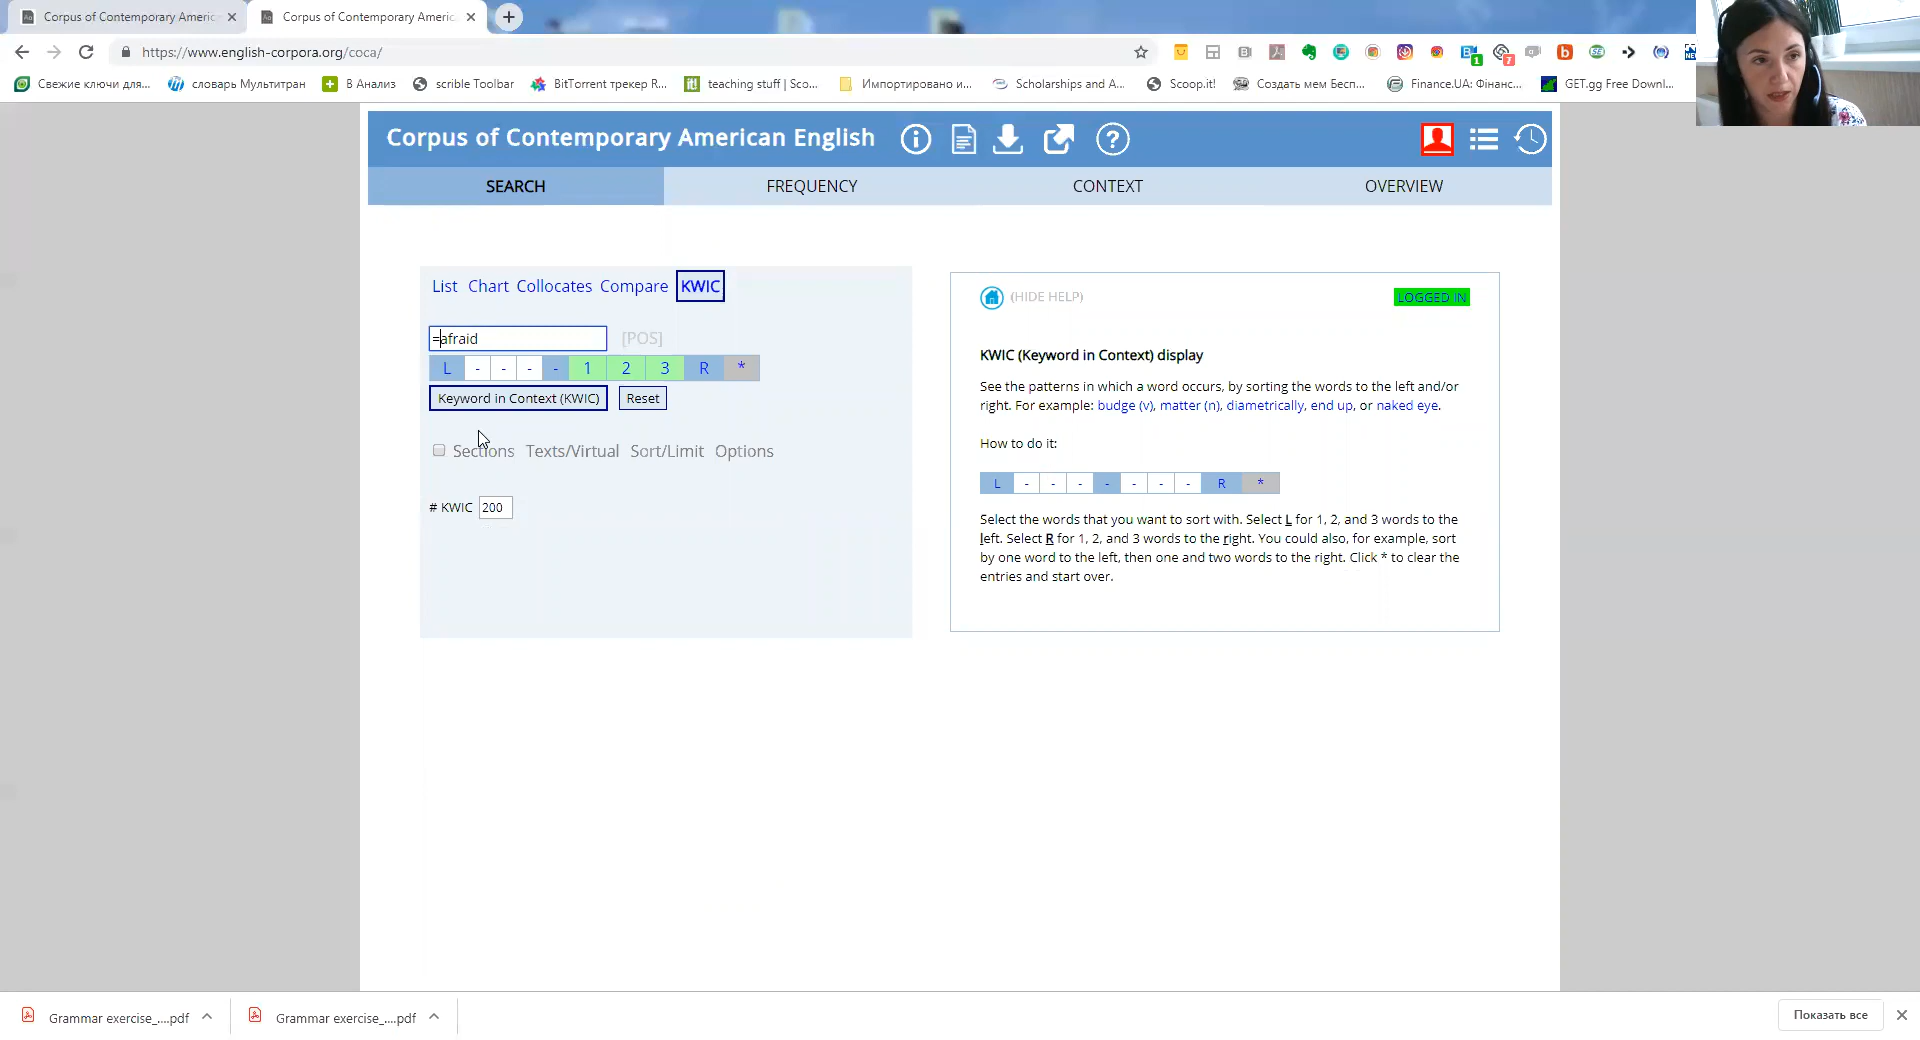 Corpus of Contemporary Americ
Corpus of Contemporary Americ
https://www.english-corpora.org/coca/
1
7
NEW
Свежие ключи для...
словарь Мультитран
В Анализ
scrible Toolbar
BitTorrent трекер R...
teaching stuff | Sco...
Импортировано и...
Scholarships and A...
Scoop.it!
Создать мем Бесп...
Finance.UA: Фінанс...
GET.gg Free Downl...
Corpus of Contemporary American English
SEARCH
FREQUENCY
CONTEXT
OVERVIEW
List Chart Collocates Compare KWIC
=afraid
[POS]
L - - - - 1 2 3 R *
Keyword in Context (KWIC)
Reset
Sections Texts/Virtual Sort/Limit Options
# KWIC 200
(HIDE HELP)
LOGGED IN
KWIC (Keyword in Context) display
See the patterns in which a word occurs, by sorting the words to the left and/or
right. For example: budge (v), matter (n), diametrically, end up, or naked eye.
How to do it:
L - - - - - - - R *
Select the words that you want to sort with. Select L for 1, 2, and 3 words to the
left. Select R for 1, 2, and 3 words to the right. You could also, for example, sort
by one word to the left, then one and two words to the right. Click * to clear the
entries and start over.
Grammar exercise_....pdf
Grammar exercise_....pdf
Показать все